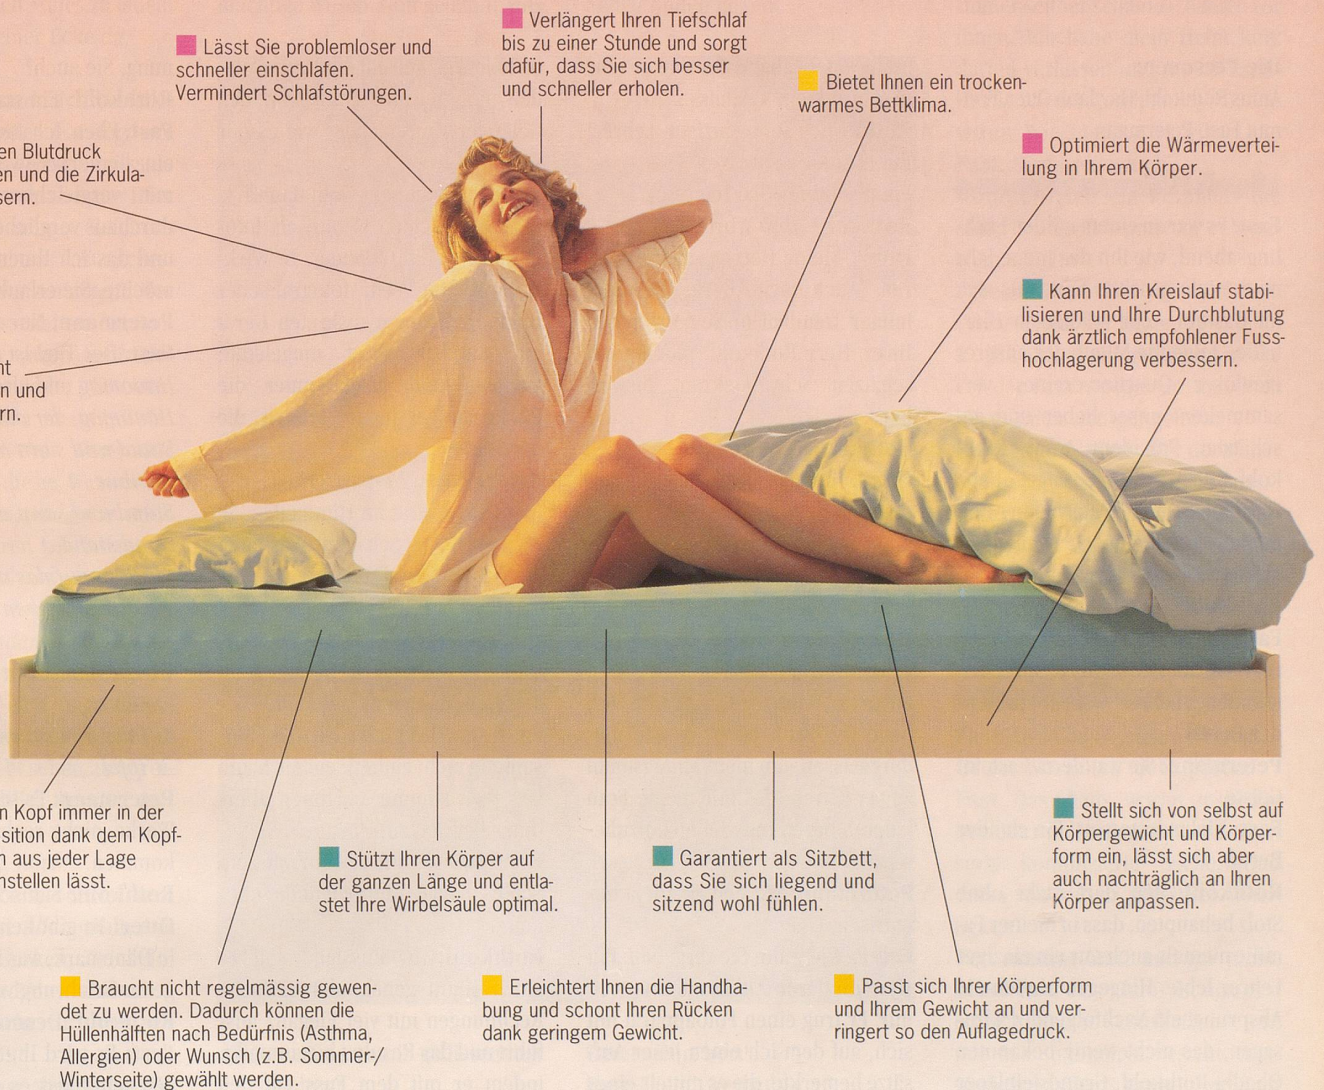 Verlängert Ihren Tiefschlaf
bis zu einer Stunde und sorgt
dafür, dass Sie sich besser
und schneller erholen.
Lässt Sie problemloser und
schneller einschlafen.
Vermindert Schlafstörungen.
Bietet Ihnen ein trocken-
warmes Bettklima.
Optimiert die Wärmevertei-
lung in Ihrem Körper.
en Blutdruck
en und die Zirkula-
sern.
Kann Ihren Kreislauf stabi-
lisieren und Ihre Durchblutung
dank ärztlich empfohlener Fuss-
hochlagerung verbessern.
nt
n und
rn.
n Kopf immer in der
sition dank dem Kopf-
n aus jeder Lage
nstellen lässt.
Stützt Ihren Körper auf
der ganzen Länge und entla-
stet Ihre Wirbelsäule optimal.
Garantiert als Sitzbett,
dass Sie sich liegend und
sitzend wohl fühlen.
Stellt sich von selbst auf
Körpergewicht und Körper-
form ein, lässt sich aber
auch nachträglich an Ihren
Körper anpassen.
Braucht nicht regelmässig gewen-
det zu werden. Dadurch können die
Hüllenhälften nach Bedürfnis (Asthma,
Allergien) oder Wunsch (z.B. Sommer-/
Winterseite) gewählt werden.
Erleichtert Ihnen die Handha-
bung und schont Ihren Rücken
dank geringem Gewicht.
Passt sich Ihrer Körperform
und Ihrem Gewicht an und ver-
ringert so den Auflagedruck.